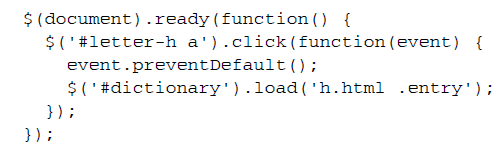 $(document).ready(function() {
  $('#letter-h a').click(function(event) {
    event.preventDefault();
    $('#dictionary').load('h.html .entry');
  });
});